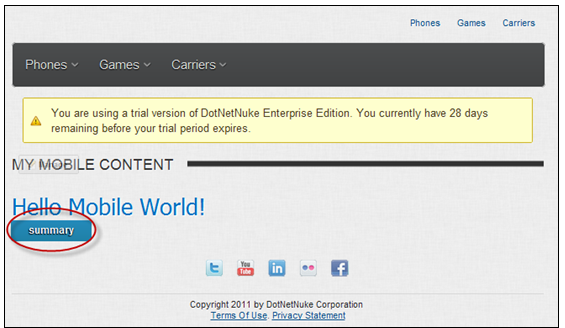 Phones Games Carriers
Phones Games Carriers
You are using a trial version of DotNetNuke Enterprise Edition. You currently have 28 days
remaining before your trial period expires.
MY MOBILE CONTENT
Hello Mobile World!
summary
You Tube
Copyright 2011 by DotNetNuke Corporation
Terms Of Use. Privacy Statement